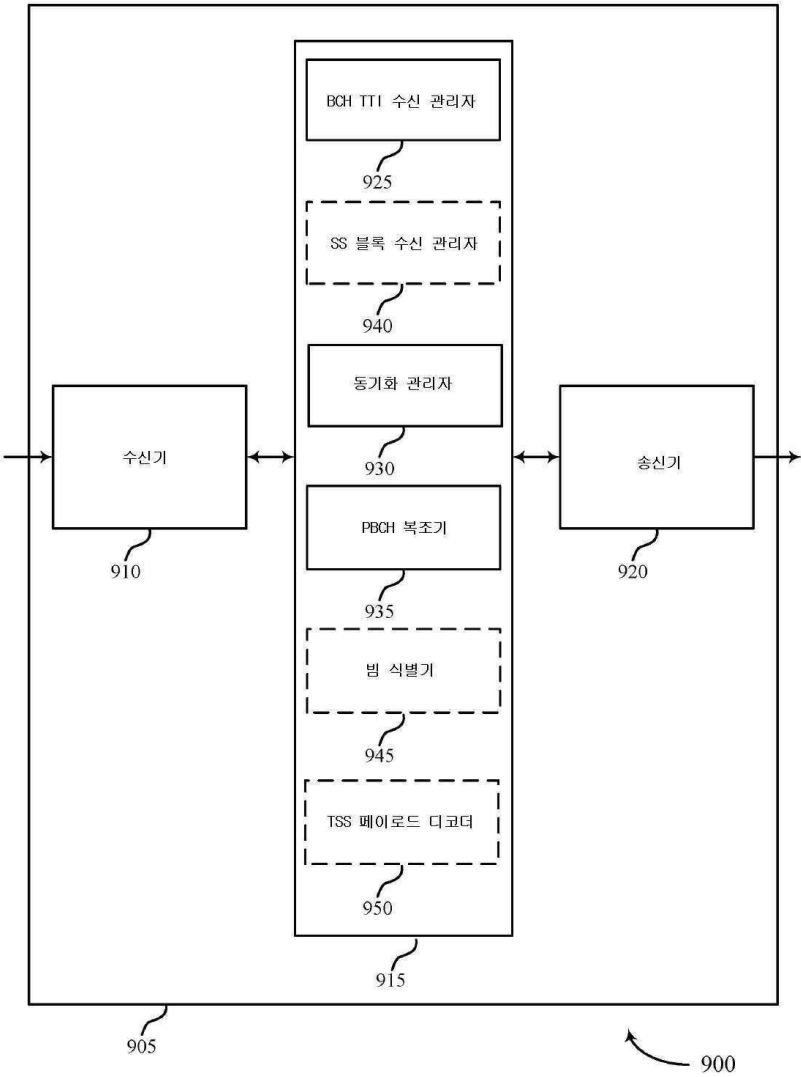 BCH TTI 수신 관리자
925
SS 블록 수신 관리자
940
동기화 관리자
930
수신기
910
송신기
920
PBCH 복조기
935
빔 식별기
945
TSS 페이로드 디코더
950
915
905
900